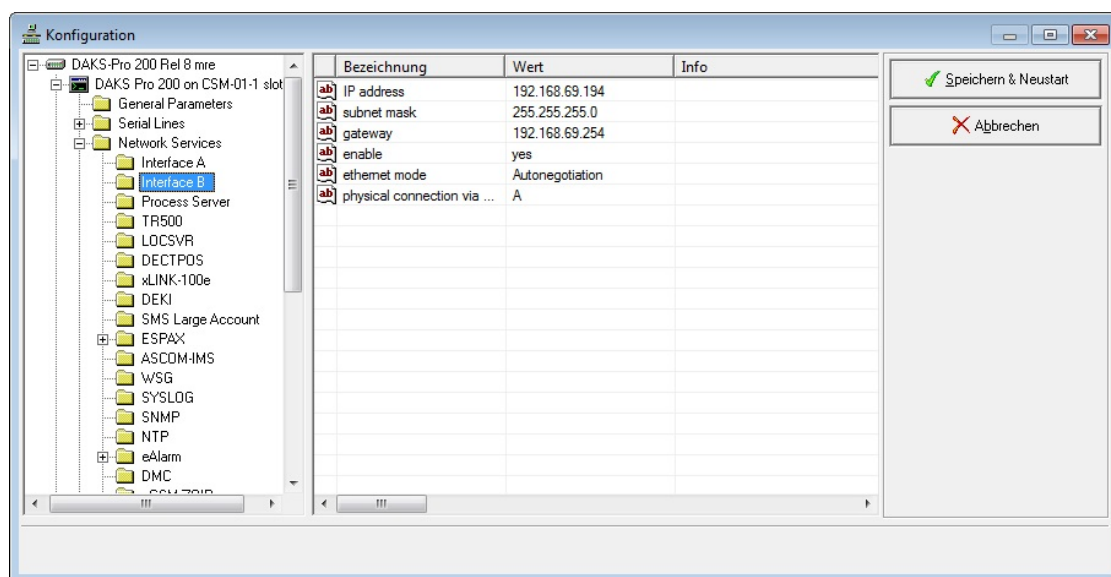 Konfiguration
DAKS-Pro 200 Rel 8 mre
DAKS Pro 200 on CSM-01-1 slot
General Parameters
Serial Lines
Network Services
Interface A
Interface B
Process Server
TR500
LOCSVR
DECTPOS
xLINK-100e
DEKI
SMS Large Account
ESPAX
ASCOM-IMS
WSG
SYSLOG
SNMP
NTP
eAlarm
DMC
Bezeichnung Wert Info
IP address 192.168.69.194
subnet mask 255.255.255.0
gateway 192.168.69.254
enable yes
ethernet mode Autonegotiation
physical connection via ... A
Speichern & Neustart
Abbrechen